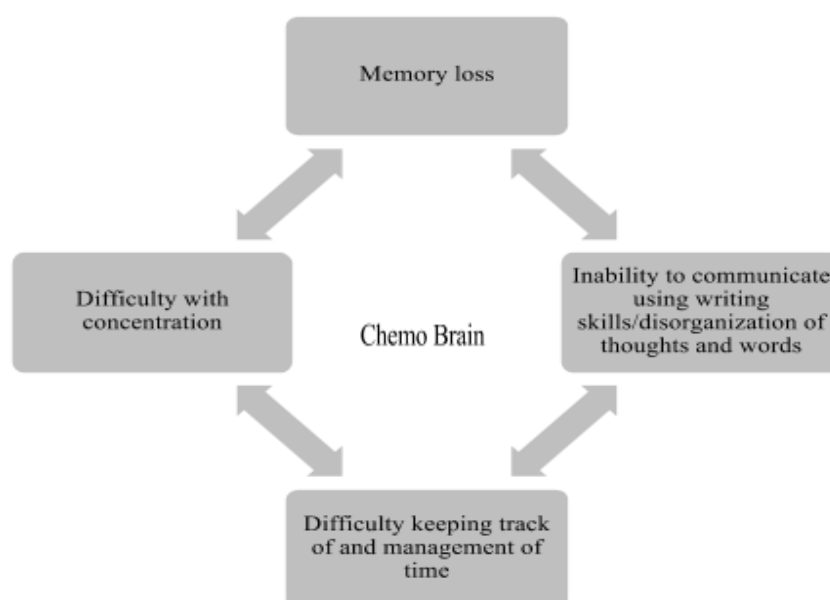 Memory loss
Difficulty with
concentration
Chemo Brain
Inability to communicate
using writing
skills/disorganization of
thoughts and words
Difficulty keeping track
of and management of
time